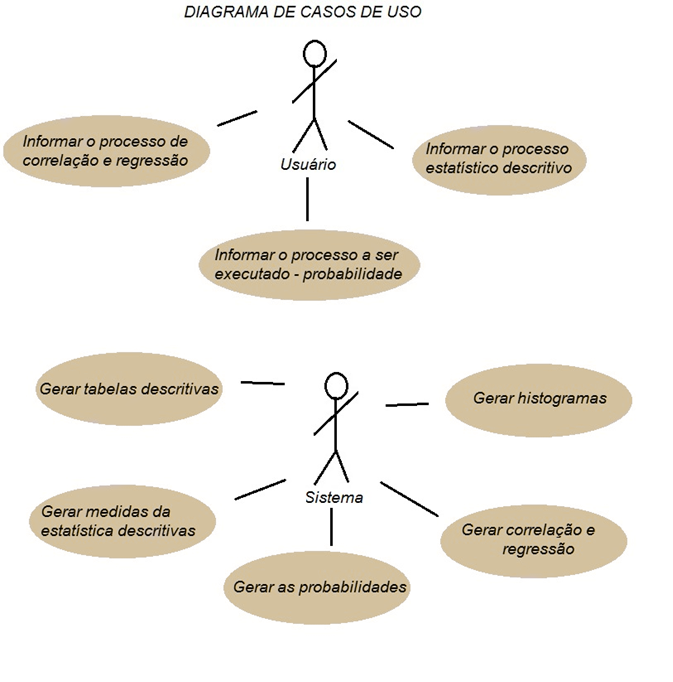 DIAGRAMA DE CASOS DE USO
Informar o processo de
correlação e regressão
Usuário
Informar o processo
estatístico descritivo
Informar o processo a ser
executado - probabilidade
Gerar tabelas descritivas
Gerar histogramas
Sistema
Gerar medidas da
estatística descritivas
Gerar correlação e
regressão
Gerar as probabilidades